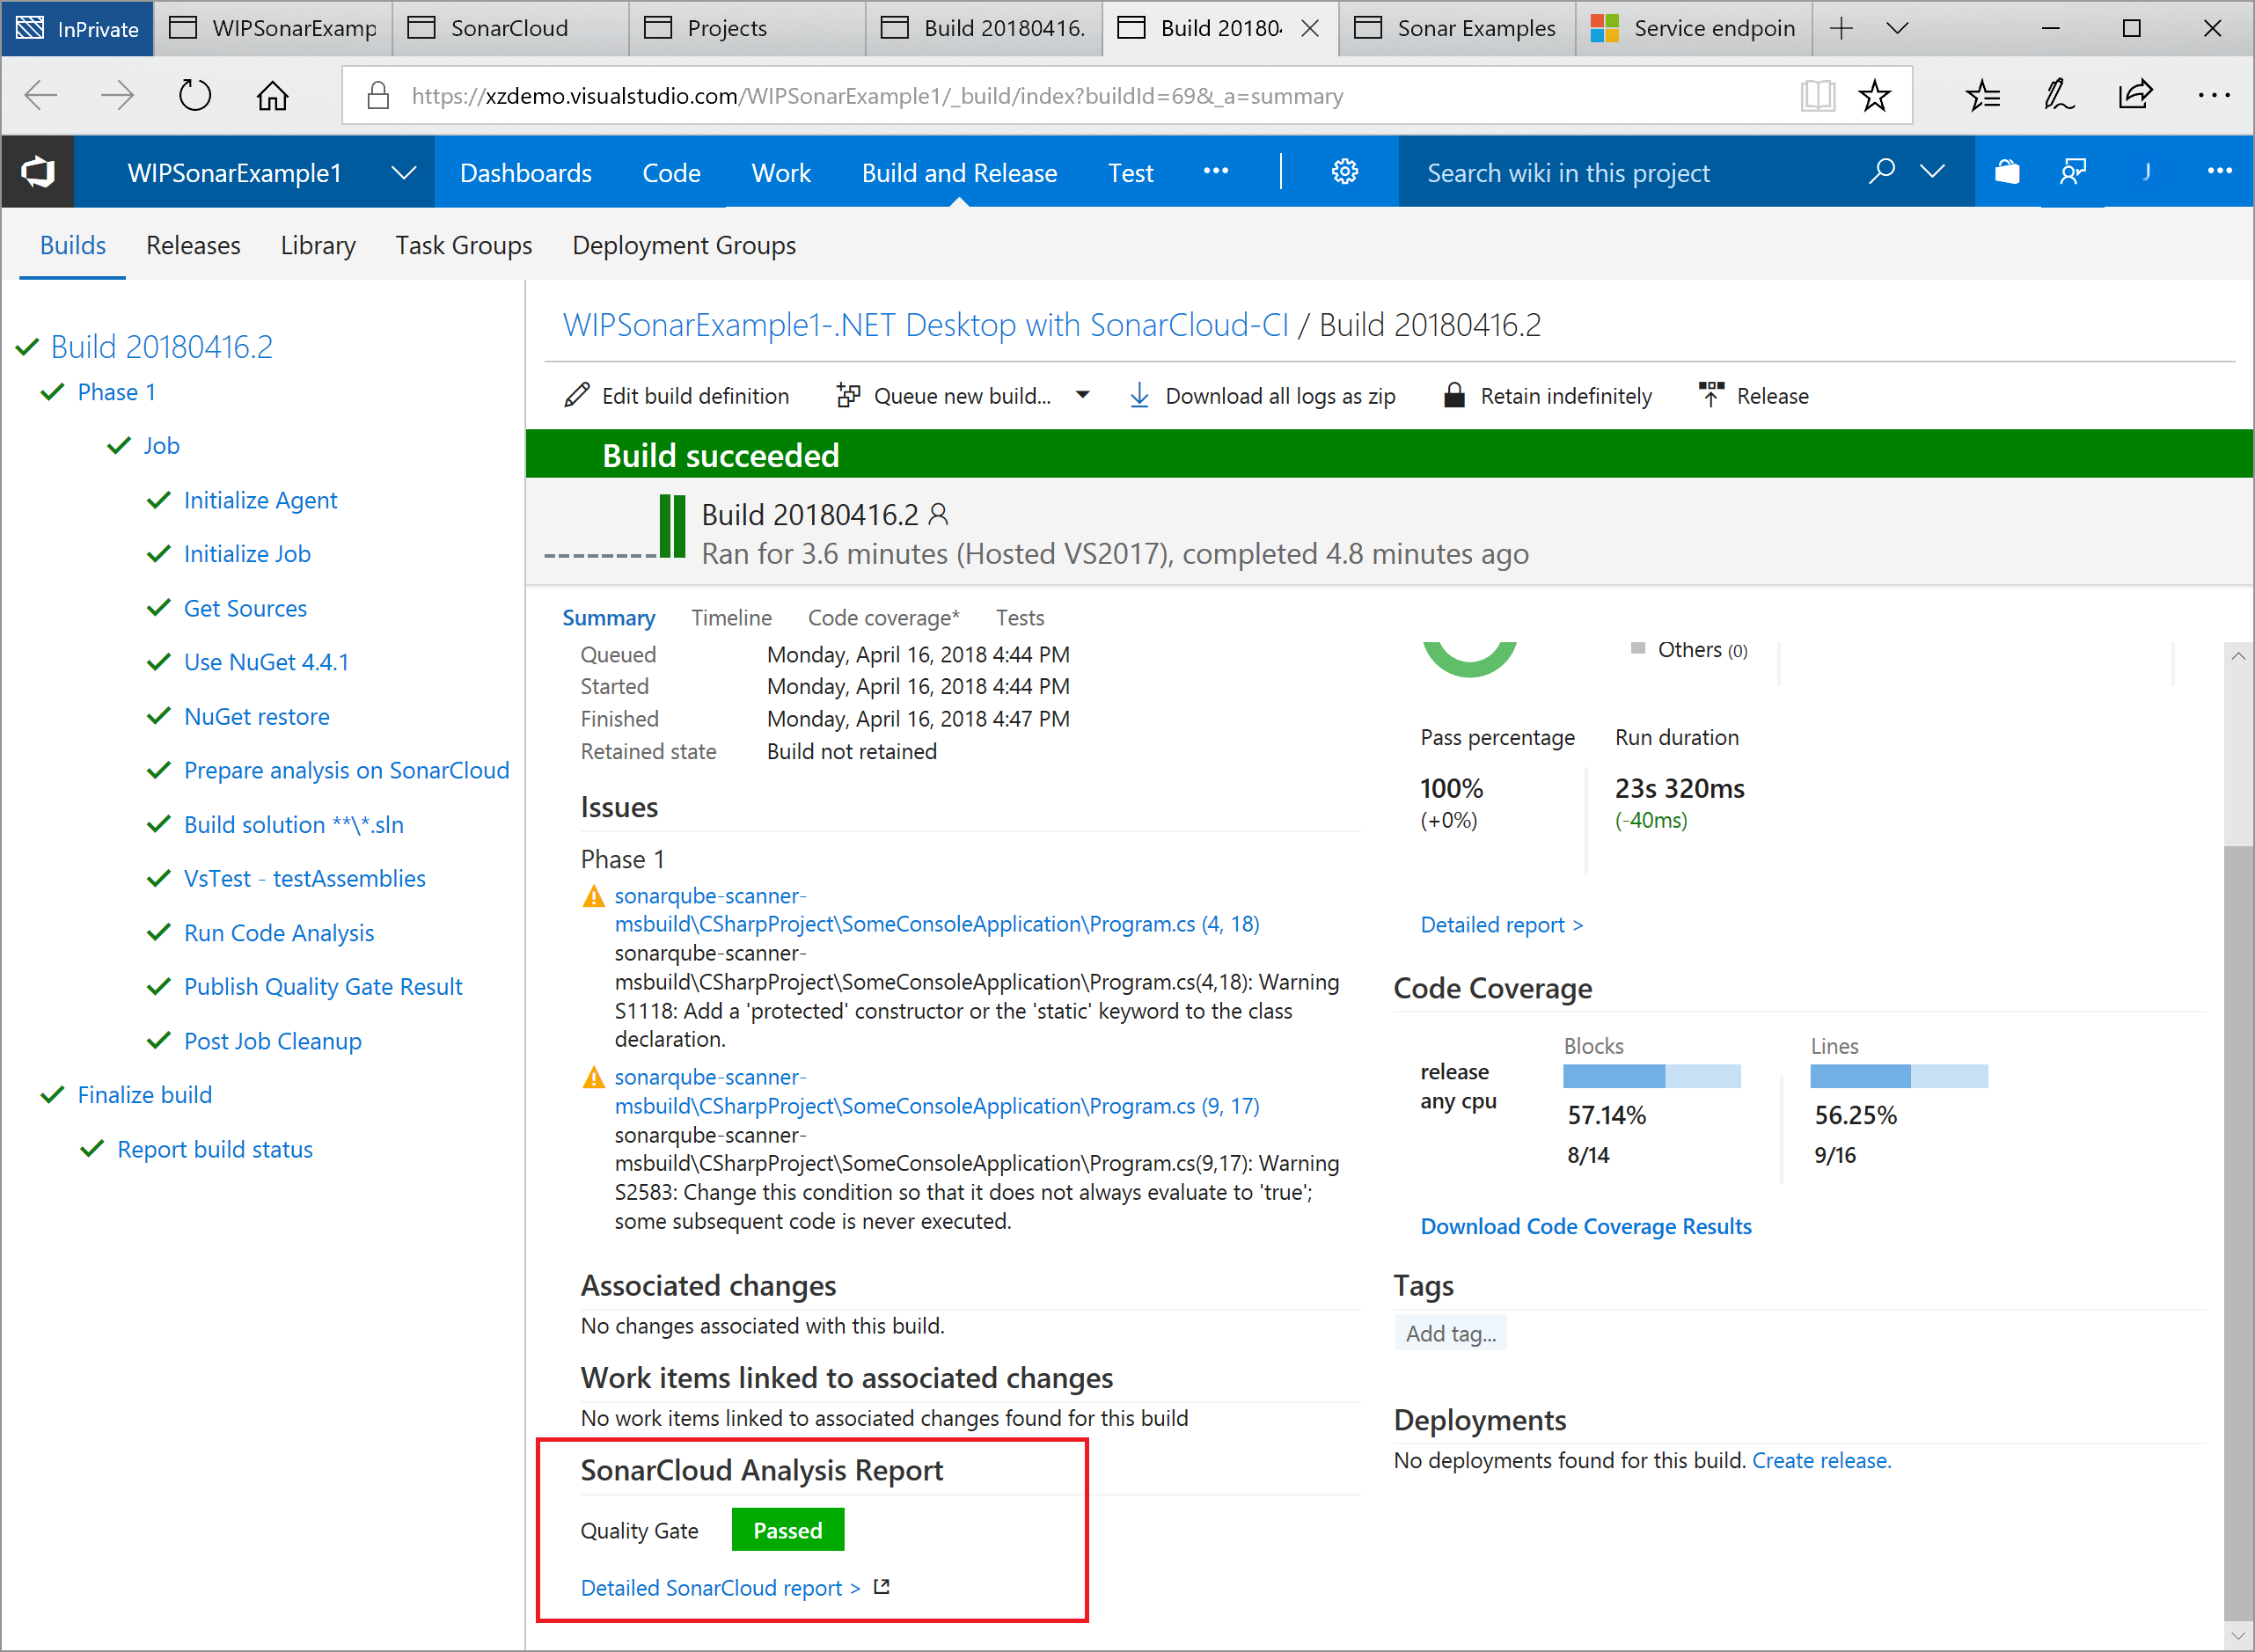 InPrivate
WIPSonarExamp
SonarCloud
Projects
Build 20180416.
Build 20180
Sonar Examples
Service endpoin
https://xzdemo.visualstudio.com/WIPSonarExample1/_build/index?buildId=69&_a=summary
WIPSonarExample1
Dashboards
Code
Work
Build and Release
Test
Search wiki in this project
J
Builds
Releases
Library
Task Groups
Deployment Groups
Build 20180416.2
Phase 1
Job
Initialize Agent
Initialize Job
Get Sources
Use NuGet 4.4.1
NuGet restore
Prepare analysis on SonarCloud
Build solution **\*.sln
VsTest - testAssemblies
Run Code Analysis
Publish Quality Gate Result
Post Job Cleanup
Finalize build
Report build status
WIPSonarExample1-.NET Desktop with SonarCloud-CI / Build 20180416.2
Edit build definition
Queue new build...
Download all logs as zip
Retain indefinitely
Release
Build succeeded
Build 20180416.2
Ran for 3.6 minutes (Hosted VS2017), completed 4.8 minutes ago
Summary
Timeline
Code coverage*
Tests
Queued Monday, April 16, 2018 4:44 PM
Started Monday, April 16, 2018 4:44 PM
Finished Monday, April 16, 2018 4:47 PM
Retained state Build not retained
Issues
Phase 1
sonarqube-scanner-
msbuild\CSharpProject\SomeConsoleApplication\Program.cs (4, 18)
sonarqube-scanner-
msbuild\CSharpProject\SomeConsoleApplication\Program.cs(4,18): Warning
S1118: Add a 'protected' constructor or the 'static' keyword to the class
declaration.
sonarqube-scanner-
msbuild\CSharpProject\SomeConsoleApplication\Program.cs (9, 17)
sonarqube-scanner-
msbuild\CSharpProject\SomeConsoleApplication\Program.cs(9,17): Warning
S2583: Change this condition so that it does not always evaluate to 'true';
some subsequent code is never executed.
Associated changes
No changes associated with this build.
Work items linked to associated changes
No work items linked to associated changes found for this build
SonarCloud Analysis Report
Quality Gate Passed
Detailed SonarCloud report >
Others (0)
Pass percentage
Run duration
100%
23s 320ms
(+0%)
(-40ms)
Detailed report >
Code Coverage
Blocks
Lines
release
any cpu
57.14%
56.25%
8/14
9/16
Download Code Coverage Results
Tags
Add tag...
Deployments
No deployments found for this build. Create release.